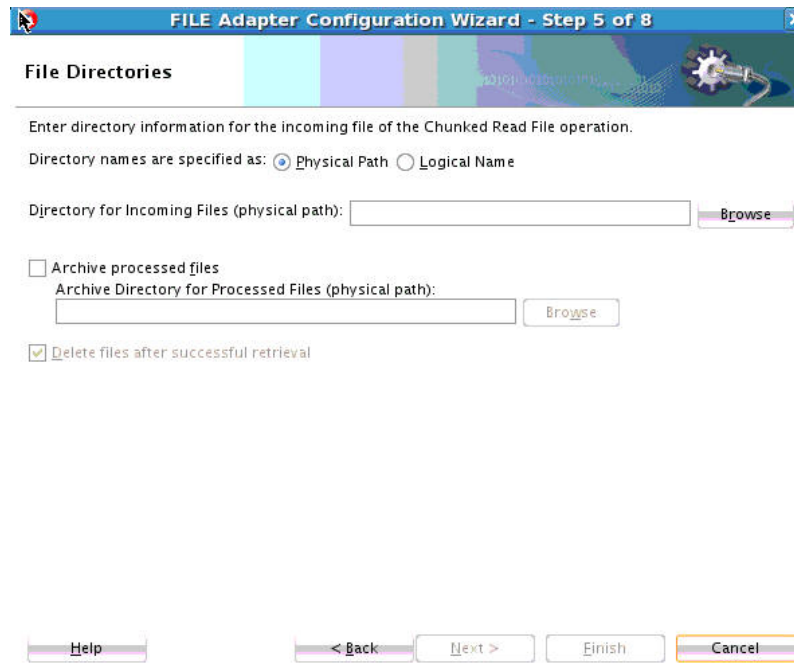 FILE Adapter Configuration Wizard - Step 5 of 8
File Directories
Enter directory information for the incoming file of the Chunked Read File operation.
Directory names are specified as: Physical Path Logical Name
Directory for Incoming Files (physical path): Browse
Archive processed files
Archive Directory for Processed Files (physical path):
Browse
Delete files after successful retrieval
Help < Back Next > Finish Cancel